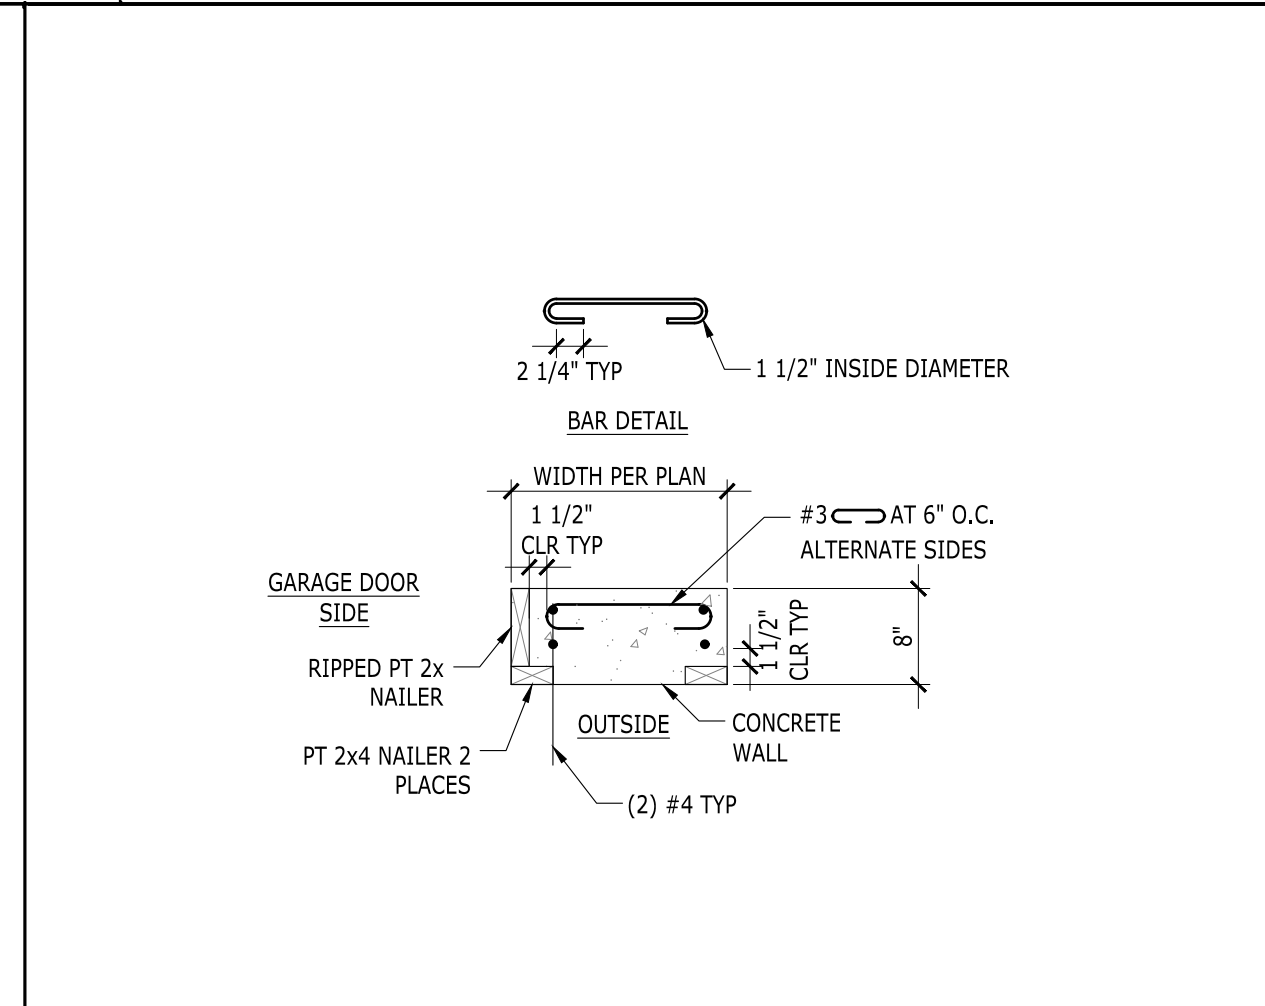 2 1/4" TYP
1 1/2" INSIDE DIAMETER
BAR DETAIL
WIDTH PER PLAN
1 1/2"
CLR TYP
#3 AT 6" O.C.
ALTERNATE SIDES
GARAGE DOOR
SIDE
1 1/2"
CLR TYP
8"
RIPPED PT 2x
NAILER
OUTSIDE
CONCRETE
WALL
PT 2x4 NAILER 2
PLACES
(2) #4 TYP